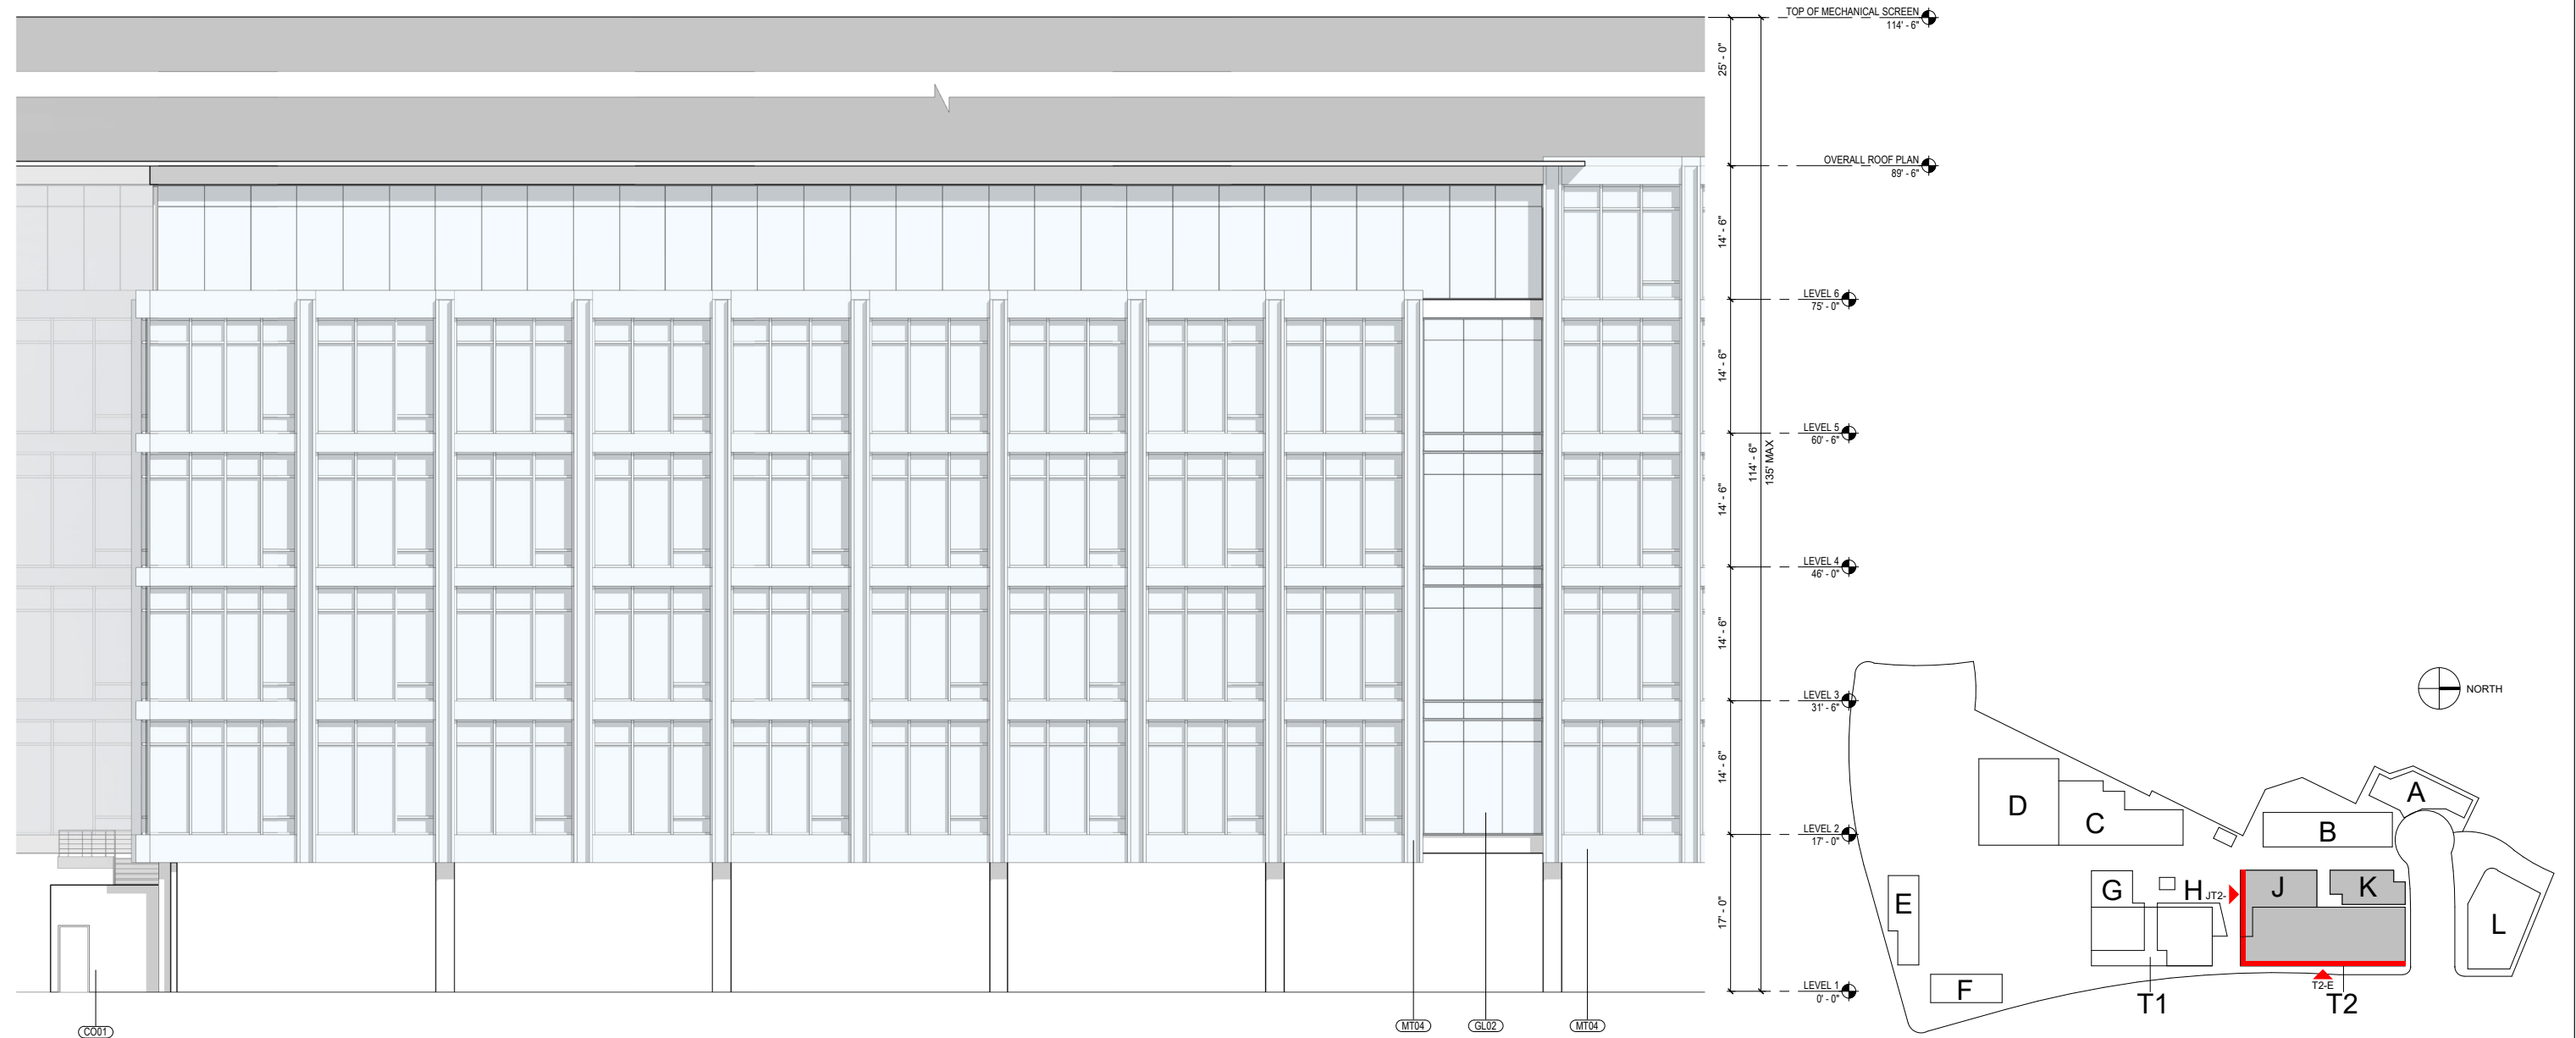 TOP OF MECHANICAL SCREEN
114' - 6"
25' - 0"
OVERALL ROOF PLAN
89' - 6"
14' - 6"
LEVEL 6
75' - 0"
14' - 6"
LEVEL 5
60' - 6"
114' - 6"
135' MAX
14' - 6"
LEVEL 4
46' - 0"
14' - 6"
LEVEL 3
31' - 6"
14' - 6"
LEVEL 2
17' - 0"
17' - 0"
LEVEL 1
0' - 0"
CO01
MT04
GL02
MT04
NORTH
A
D
C
B
E
G
H
JT2-
J
K
L
F
T2-E
T1
T2